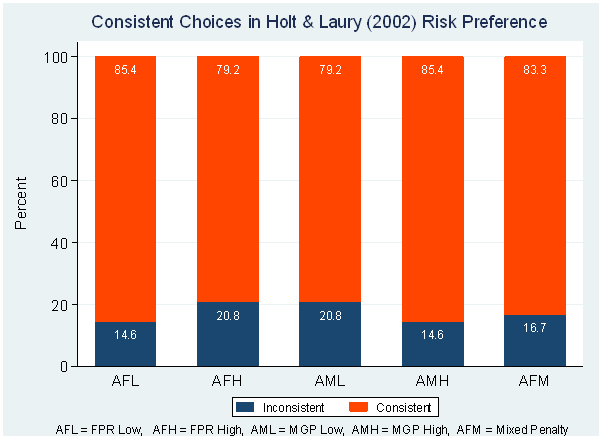 Consistent Choices in Holt & Laury (2002) Risk Preference
Percent
100
80
60
40
20
0
85.4
79.2
79.2
85.4
83.3
14.6
20.8
20.8
14.6
16.7
AFL
AFH
AML
AMH
AFM
Inconsistent
Consistent
AFL = FPR Low, AFH = FPR High, AML = MGP Low, AMH = MGP High, AFM = Mixed Penalty